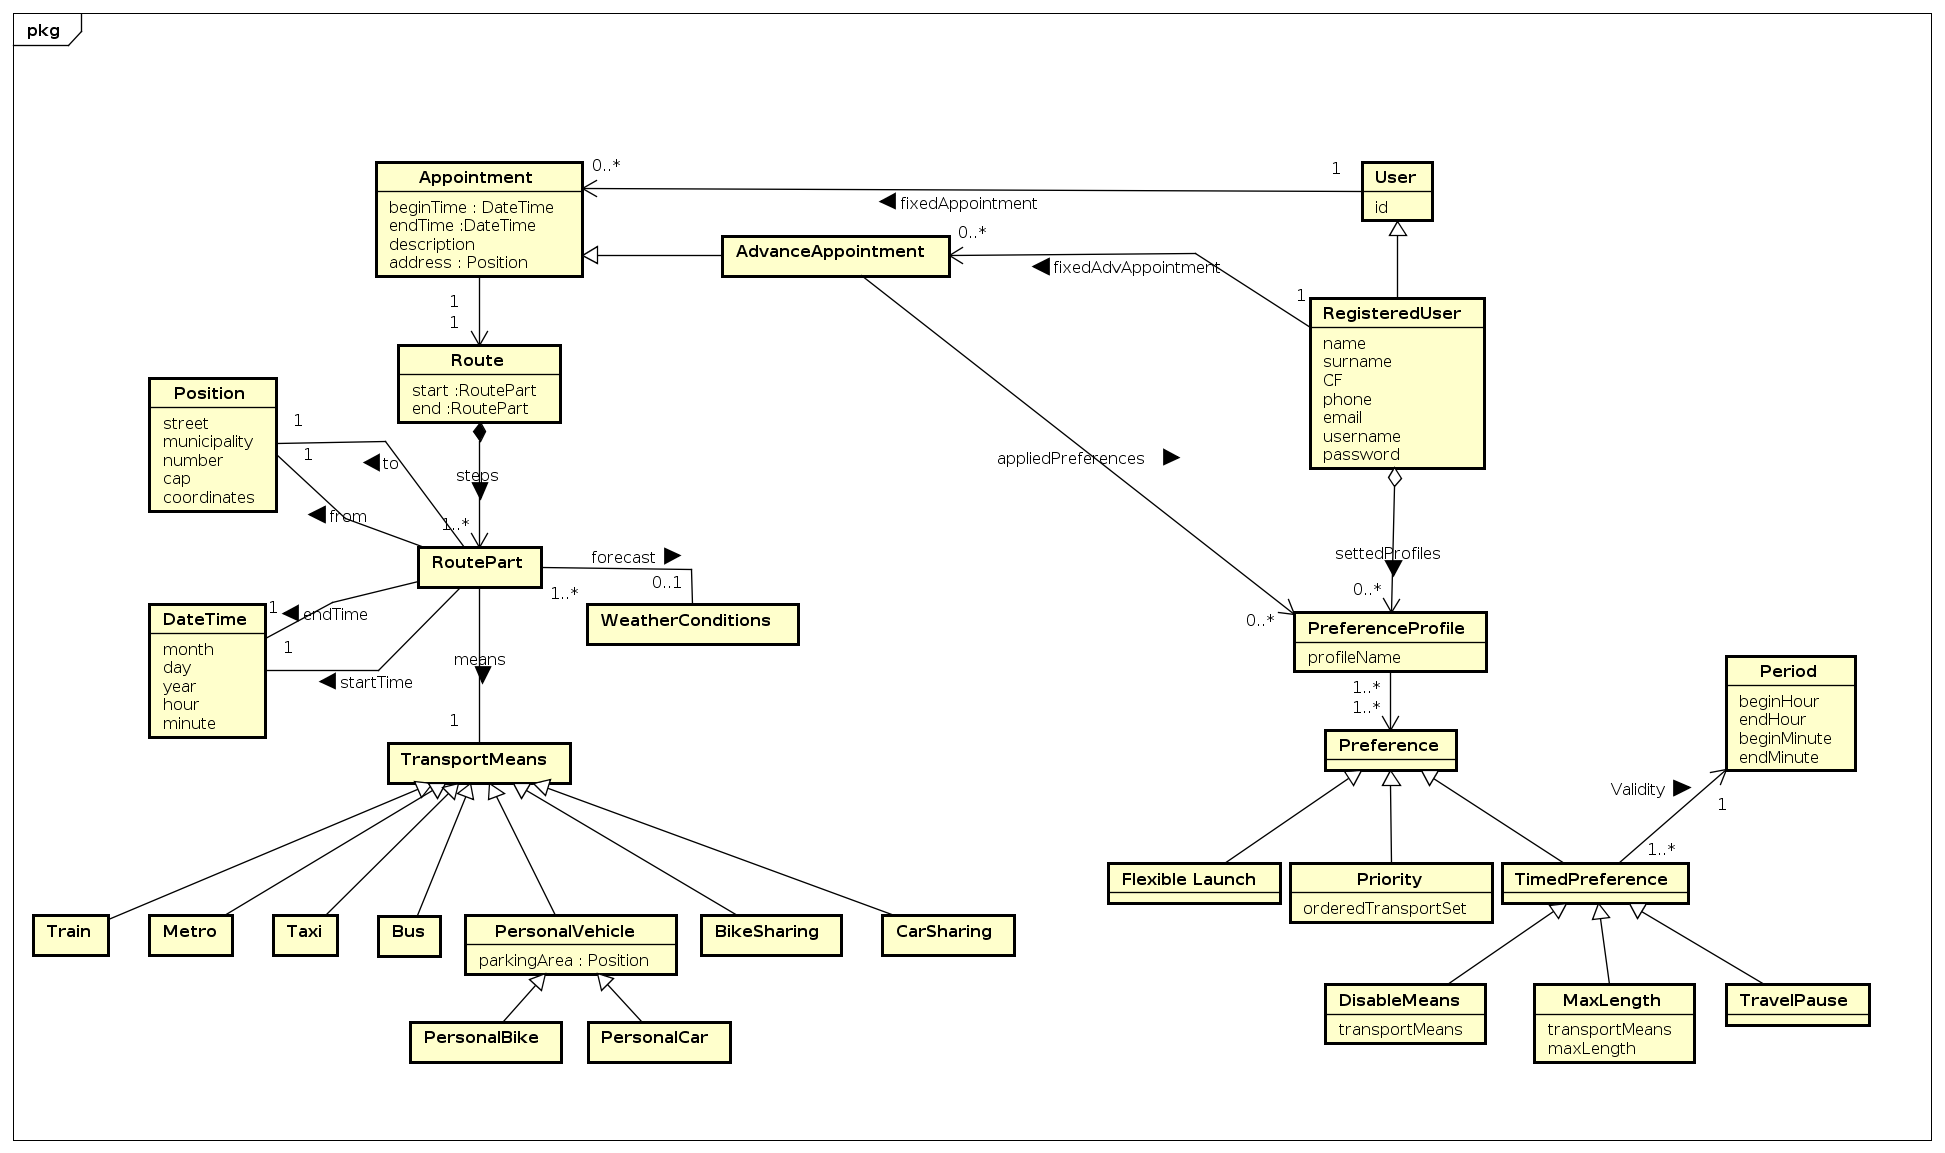 pkg
Appointment
beginTime : DateTime
endTime :DateTime
description
address : Position
0..*
1
fixedAppointment
User
id
AdvanceAppointment
0..*
fixedAdvAppointment
1
RegisteredUser
name
surname
CF
phone
email
username
password
1
1
Route
start :RoutePart
end :RoutePart
Position
street
municipality
number
cap
coordinates
1
1
to
from
steps
1..*
appliedPreferences
RoutePart
forecast
0..1
1..*
WeatherConditions
settedProfiles
0..*
0..*
PreferenceProfile
profileName
DateTime
month
day
year
hour
minute
1
endTime
1
startTime
means
1
1..*
1..*
Preference
Period
beginHour
endHour
beginMinute
endMinute
Validity
1
1..*
TransportMeans
Flexible Launch
Priority
orderedTransportSet
TimedPreference
Train
Metro
Taxi
Bus
PersonalVehicle
parkingArea : Position
BikeSharing
CarSharing
DisableMeans
transportMeans
MaxLength
transportMeans
maxLength
TravelPause
PersonalBike
PersonalCar